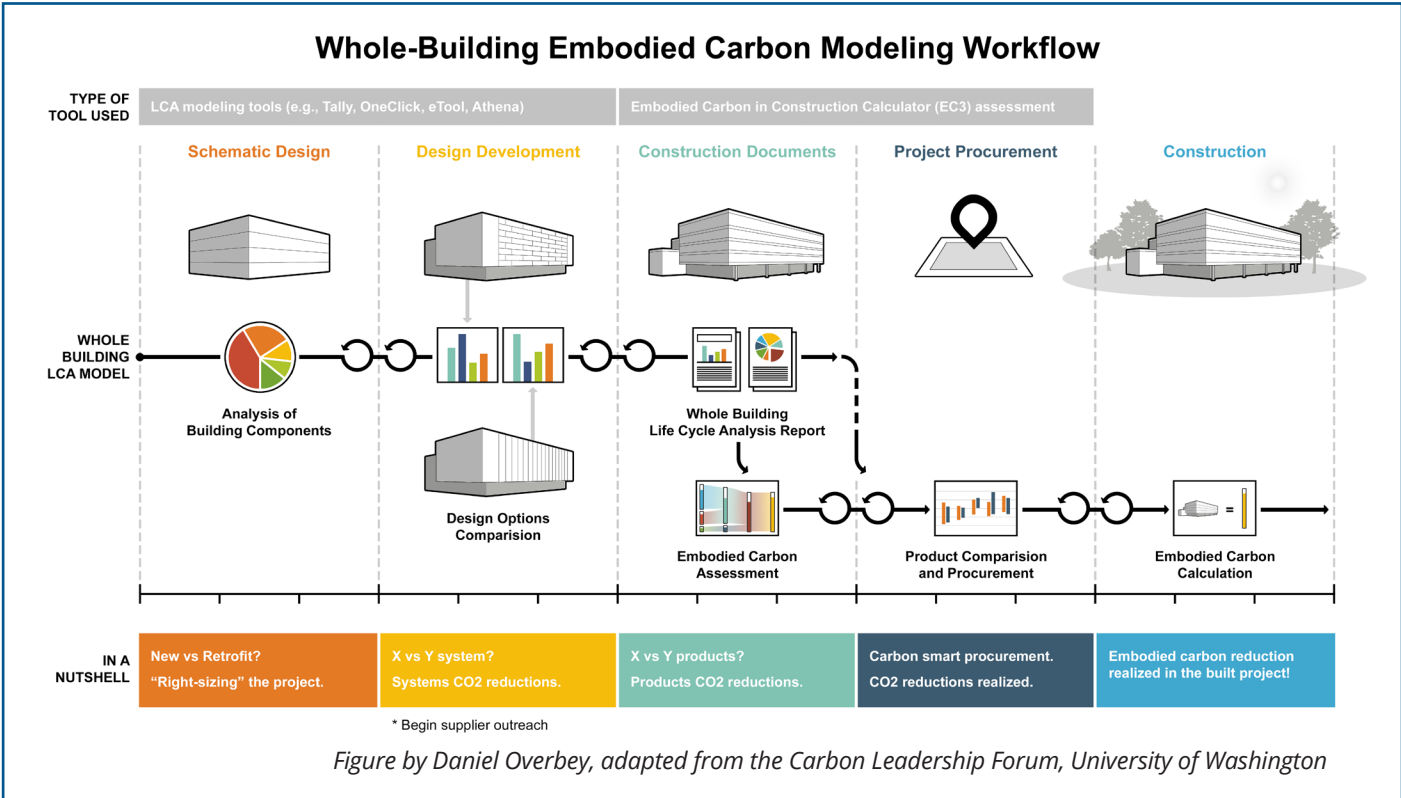 Whole-Building Embodied Carbon Modeling Workflow
TYPE OF
TOOL USED
LCA modeling tools (e.g., Tally, OneClick, eTool, Athena)
Embodied Carbon in Construction Calculator (EC3) assessment
Schematic Design
Design Development
Construction Documents
Project Procurement
Construction
WHOLE
BUILDING
LCA MODEL
Analysis of
Building Components
Design Options
Comparision
Whole Building
Life Cycle Analysis Report
Embodied Carbon
Assessment
Product Comparision
and Procurement
=
Embodied Carbon
Calculation
IN A
NUTSHELL
New vs Retrofit?
“Right-sizing” the project.
X vs Y system?
Systems CO2 reductions.
X vs Y products?
Products CO2 reductions.
Carbon smart procurement.
CO2 reductions realized.
Embodied carbon reduction
realized in the built project!
* Begin supplier outreach
Figure by Daniel Overbey, adapted from the Carbon Leadership Forum, University of Washington